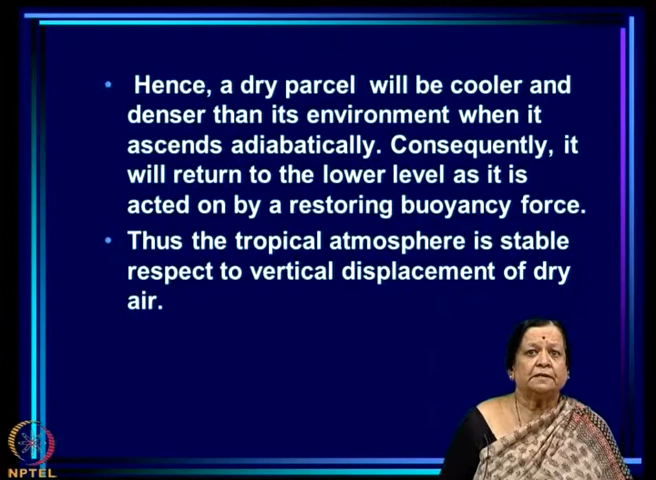 • Hence, a dry parcel will be cooler and
denser than its environment when it
ascends adiabatically. Consequently, it
will return to the lower level as it is
acted on by a restoring buoyancy force.
• Thus the tropical atmosphere is stable
respect to vertical displacement of dry
air.
NPTEL